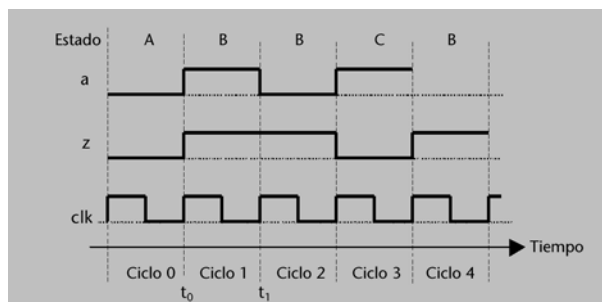 Estado A B B C B
a
z
clk
Tiempo
Ciclo 0 Ciclo 1 Ciclo 2 Ciclo 3 Ciclo 4
t0 t1